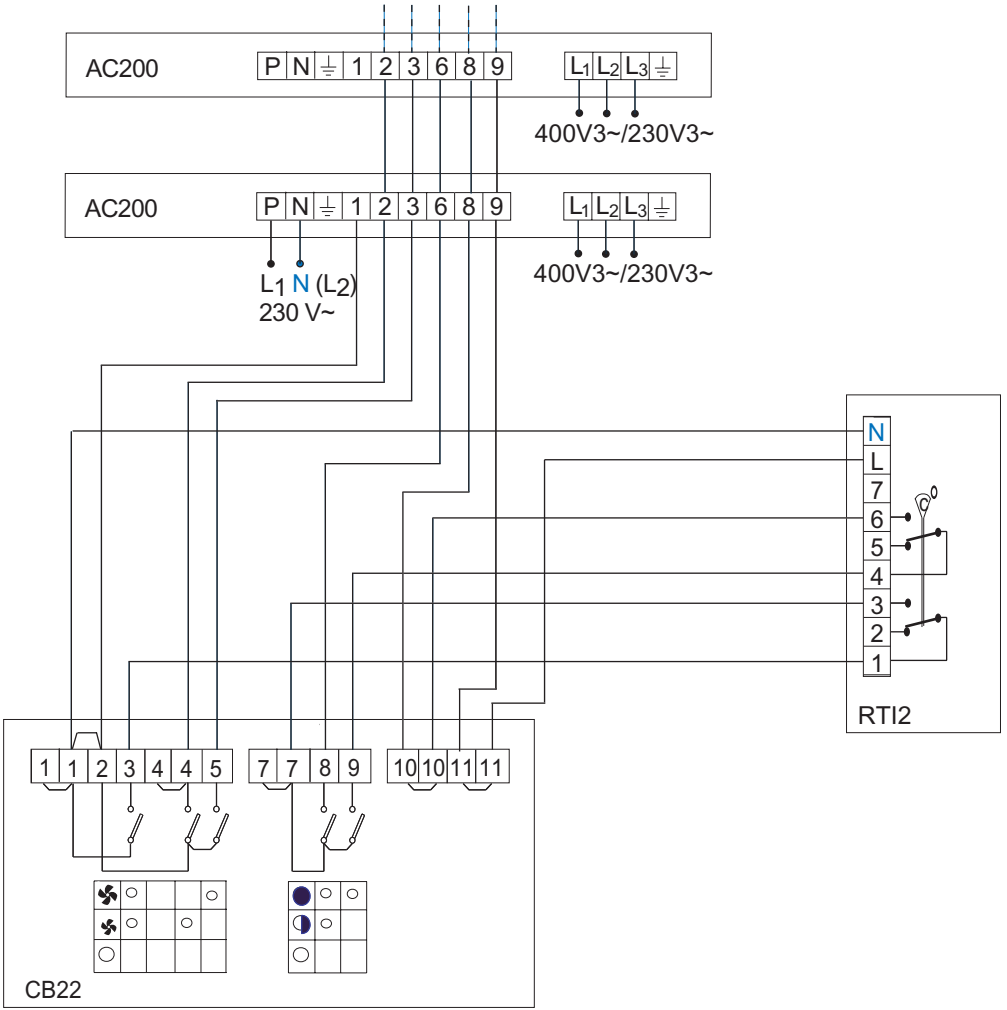 AC200 P N ⏚ 1 2 3 6 8 9 L1 L2 L3 ⏚
400V3~/230V3~
AC200 P N ⏚ 1 2 3 6 8 9 L1 L2 L3 ⏚
400V3~/230V3~
L1 N (L2)
230 V~
N
L
7
6
5
4
3
2
1
C
RTI2
1 1 2 3 4 4 5 7 7 8 9 10 10 11 11
CB22